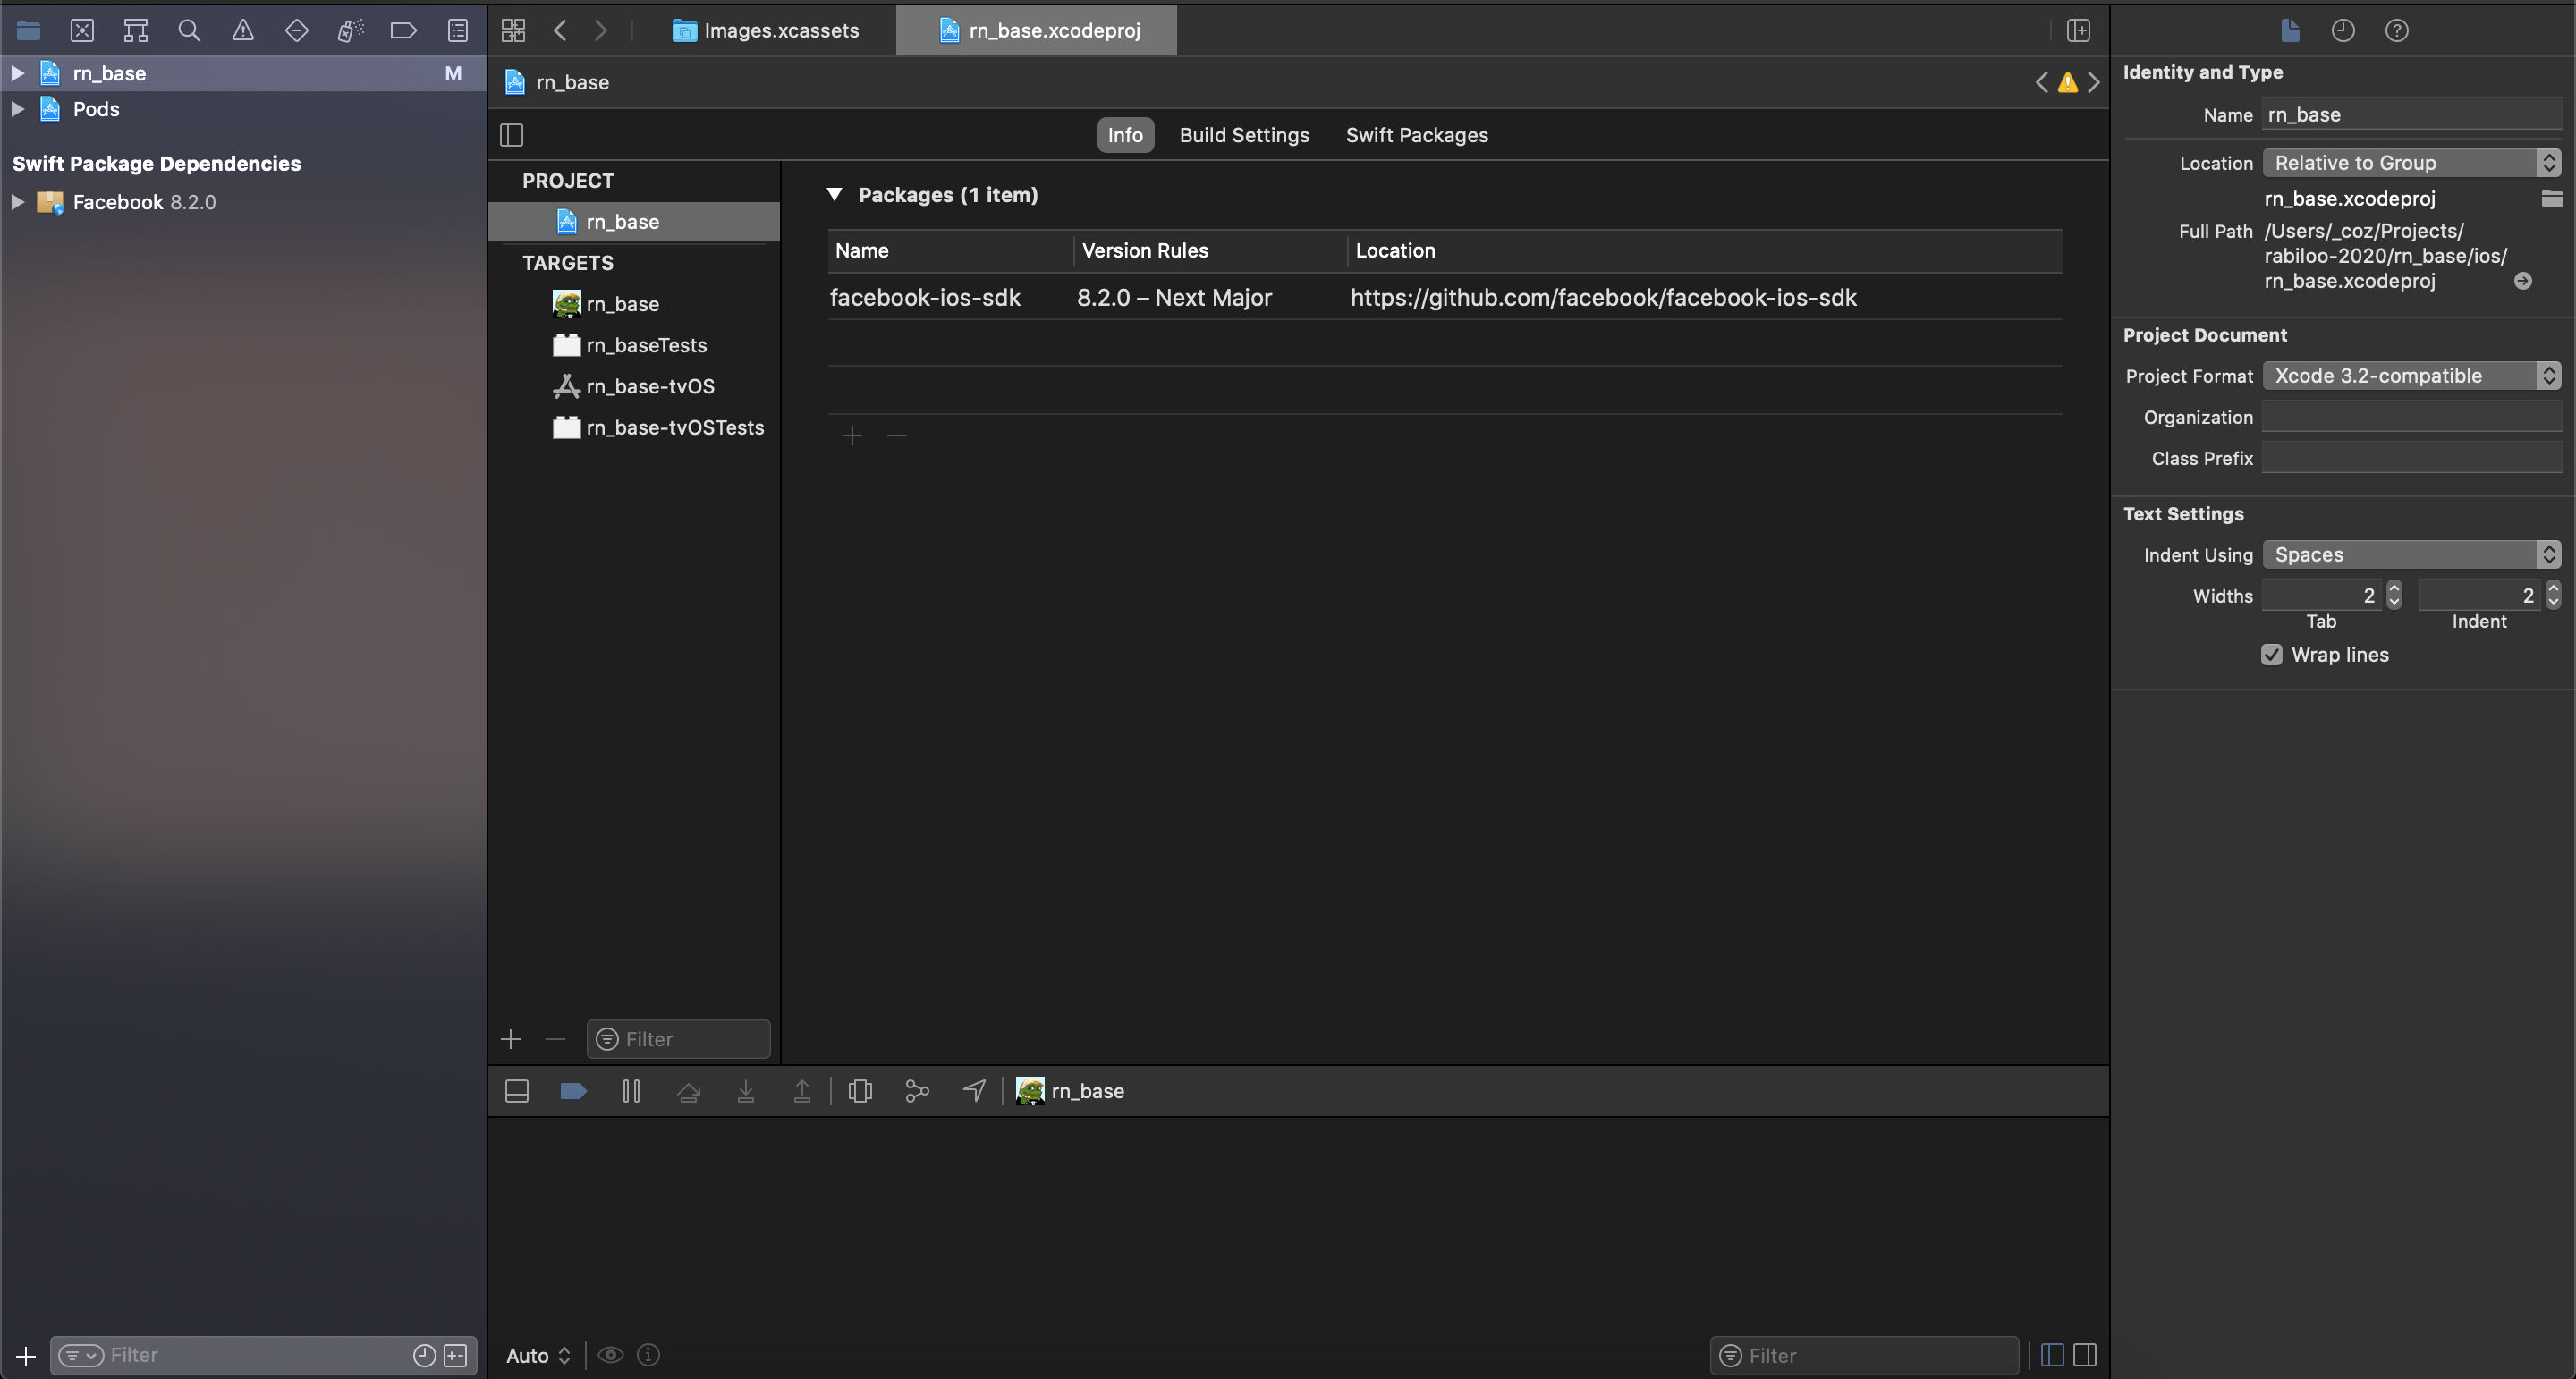 Images.xcassets
rn_base.xcodeproj
rn_base M
Pods
Swift Package Dependencies
Facebook 8.2.0
Filter
rn_base
Info Build Settings Swift Packages
PROJECT
rn_base
TARGETS
rn_base
rn_baseTests
rn_base-tvOS
rn_base-tvOSTests
Filter
Packages (1 item)
Name Version Rules Location
facebook-ios-sdk 8.2.0 – Next Major https://github.com/facebook/facebook-ios-sdk
rn_base
Auto
Filter
Identity and Type
Name rn_base
Location Relative to Group
rn_base.xcodeproj
Full Path /Users/_coz/Projects/
rabiloo-2020/rn_base/ios/
rn_base.xcodeproj
Project Document
Project Format Xcode 3.2-compatible
Organization
Class Prefix
Text Settings
Indent Using Spaces
Widths 2 2
Tab Indent
Wrap lines